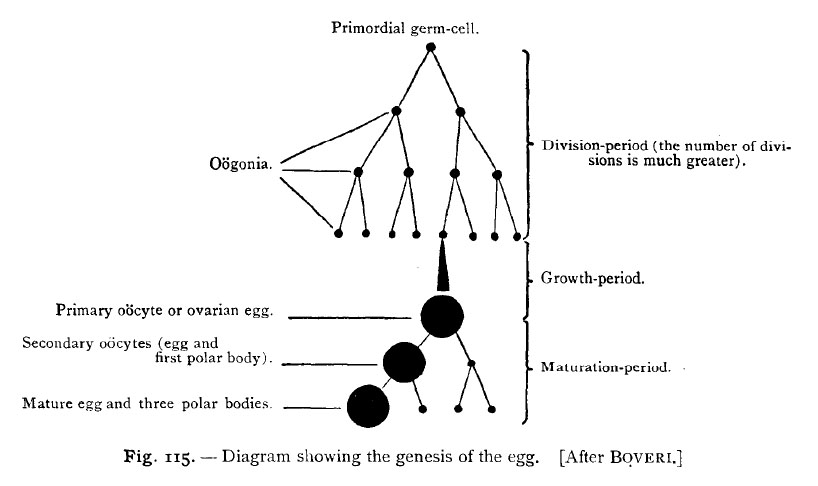 Primordial germ-cell.
Oögonia.
Division-period (the number of divi-
sions is much greater).
Growth-period.
Primary oöcyte or ovarian egg.
Secondary oöcytes (egg and
first polar body).
Maturation-period.
Mature egg and three polar bodies.
Fig. 115. — Diagram showing the genesis of the egg. [After BOVERI.]